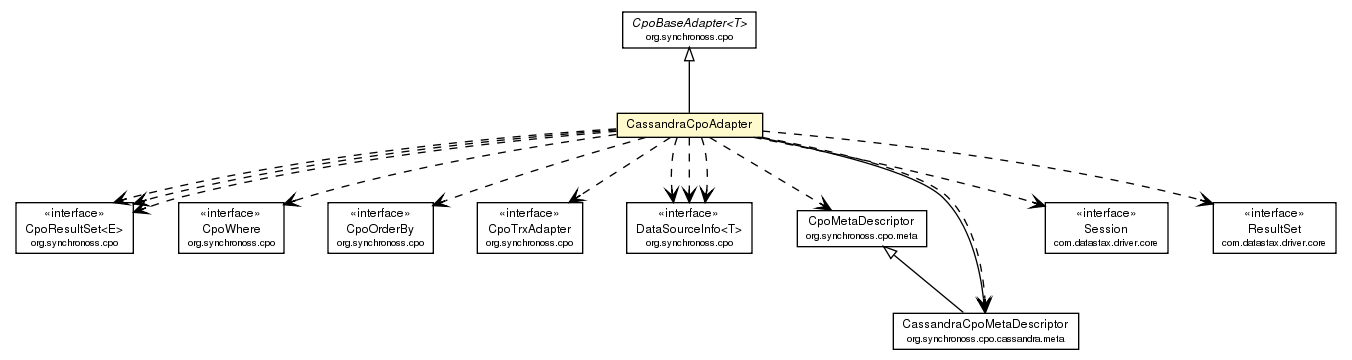 CpoBaseAdapter<T>
org.synchronoss.cpo
CassandraCpoAdapter
«interface»
CpoResultSet<E>
org.synchronoss.cpo
«interface»
CpoWhere
org.synchronoss.cpo
«interface»
CpoOrderBy
org.synchronoss.cpo
«interface»
CpoTrxAdapter
org.synchronoss.cpo
«interface»
DataSourceInfo<T>
org.synchronoss.cpo
CpoMetaDescriptor
org.synchronoss.cpo.meta
«interface»
Session
com.datastax.driver.core
«interface»
ResultSet
com.datastax.driver.core
CassandraCpoMetaDescriptor
org.synchronoss.cpo.cassandra.meta